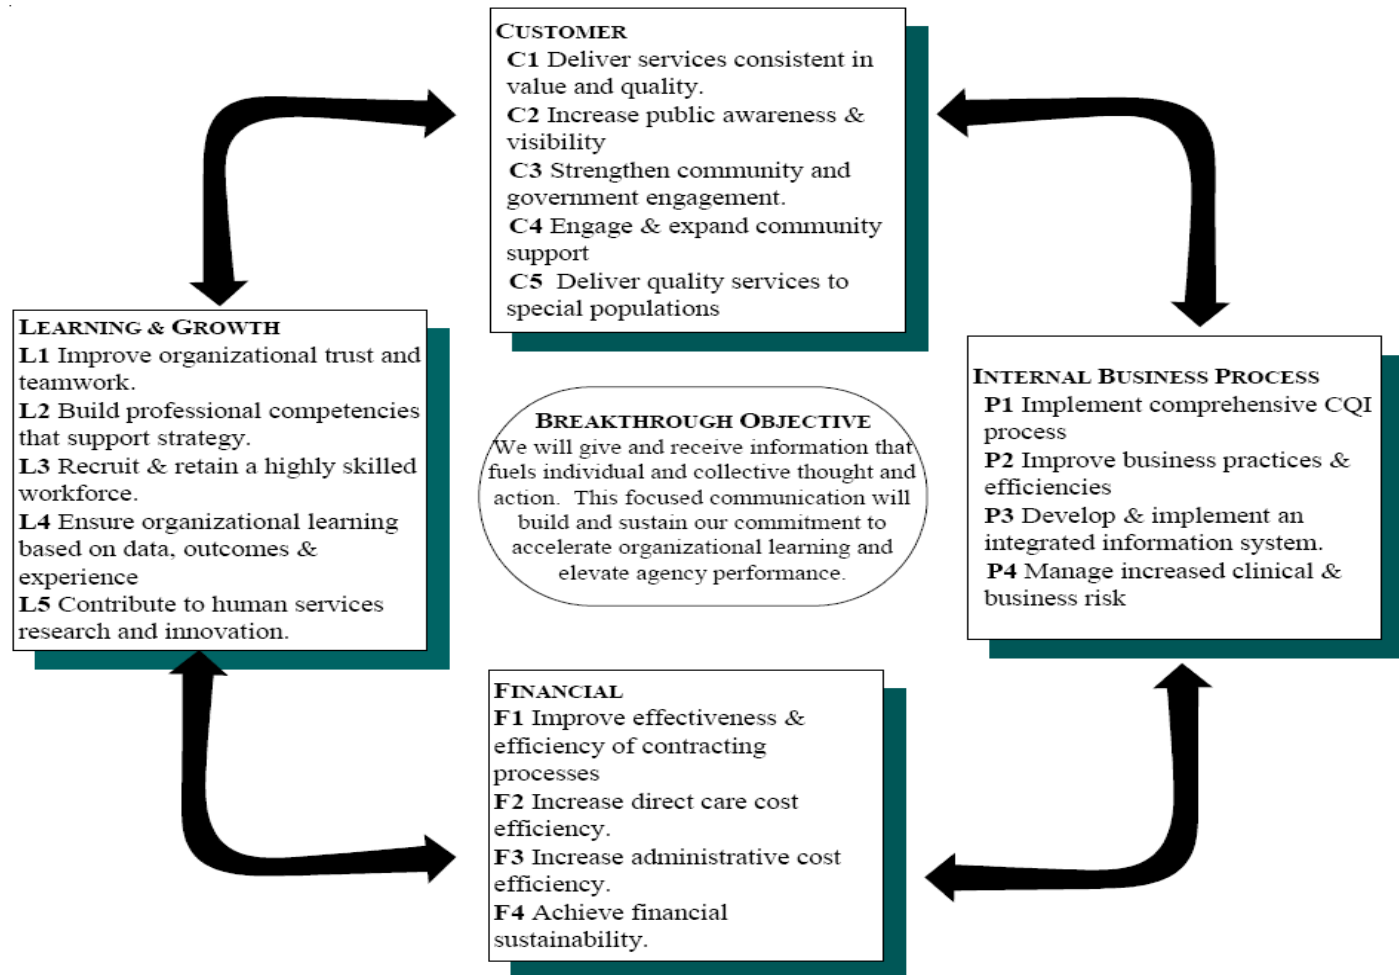 CUSTOMER
C1 Deliver services consistent in
value and quality.
C2 Increase public awareness &
visibility
C3 Strengthen community and
government engagement.
C4 Engage & expand community
support
C5 Deliver quality services to
special populations
LEARNING & GROWTH
L1 Improve organizational trust and
teamwork.
L2 Build professional competencies
that support strategy.
L3 Recruit & retain a highly skilled
workforce.
L4 Ensure organizational learning
based on data, outcomes &
experience
L5 Contribute to human services
research and innovation.
BREAKTHROUGH OBJECTIVE
We will give and receive information that
fuels individual and collective thought and
action. This focused communication will
build and sustain our commitment to
accelerate organizational learning and
elevate agency performance.
INTERNAL BUSINESS PROCESS
P1 Implement comprehensive CQI
process
P2 Improve business practices &
efficiencies
P3 Develop & implement an
integrated information system.
P4 Manage increased clinical &
business risk
FINANCIAL
F1 Improve effectiveness &
efficiency of contracting
processes
F2 Increase direct care cost
efficiency.
F3 Increase administrative cost
efficiency.
F4 Achieve financial
sustainability.